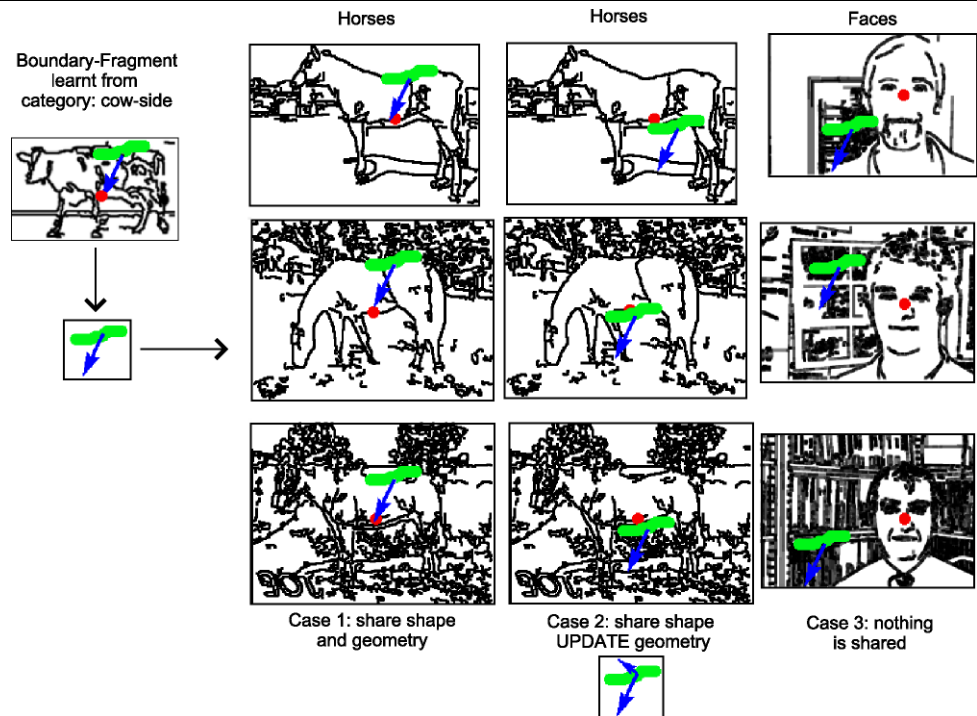 Horses
Horses
Faces
Boundary-Fragment
learnt from
category: cow-side
Case 1: share shape
and geometry
Case 2: share shape
UPDATE geometry
Case 3: nothing
is shared